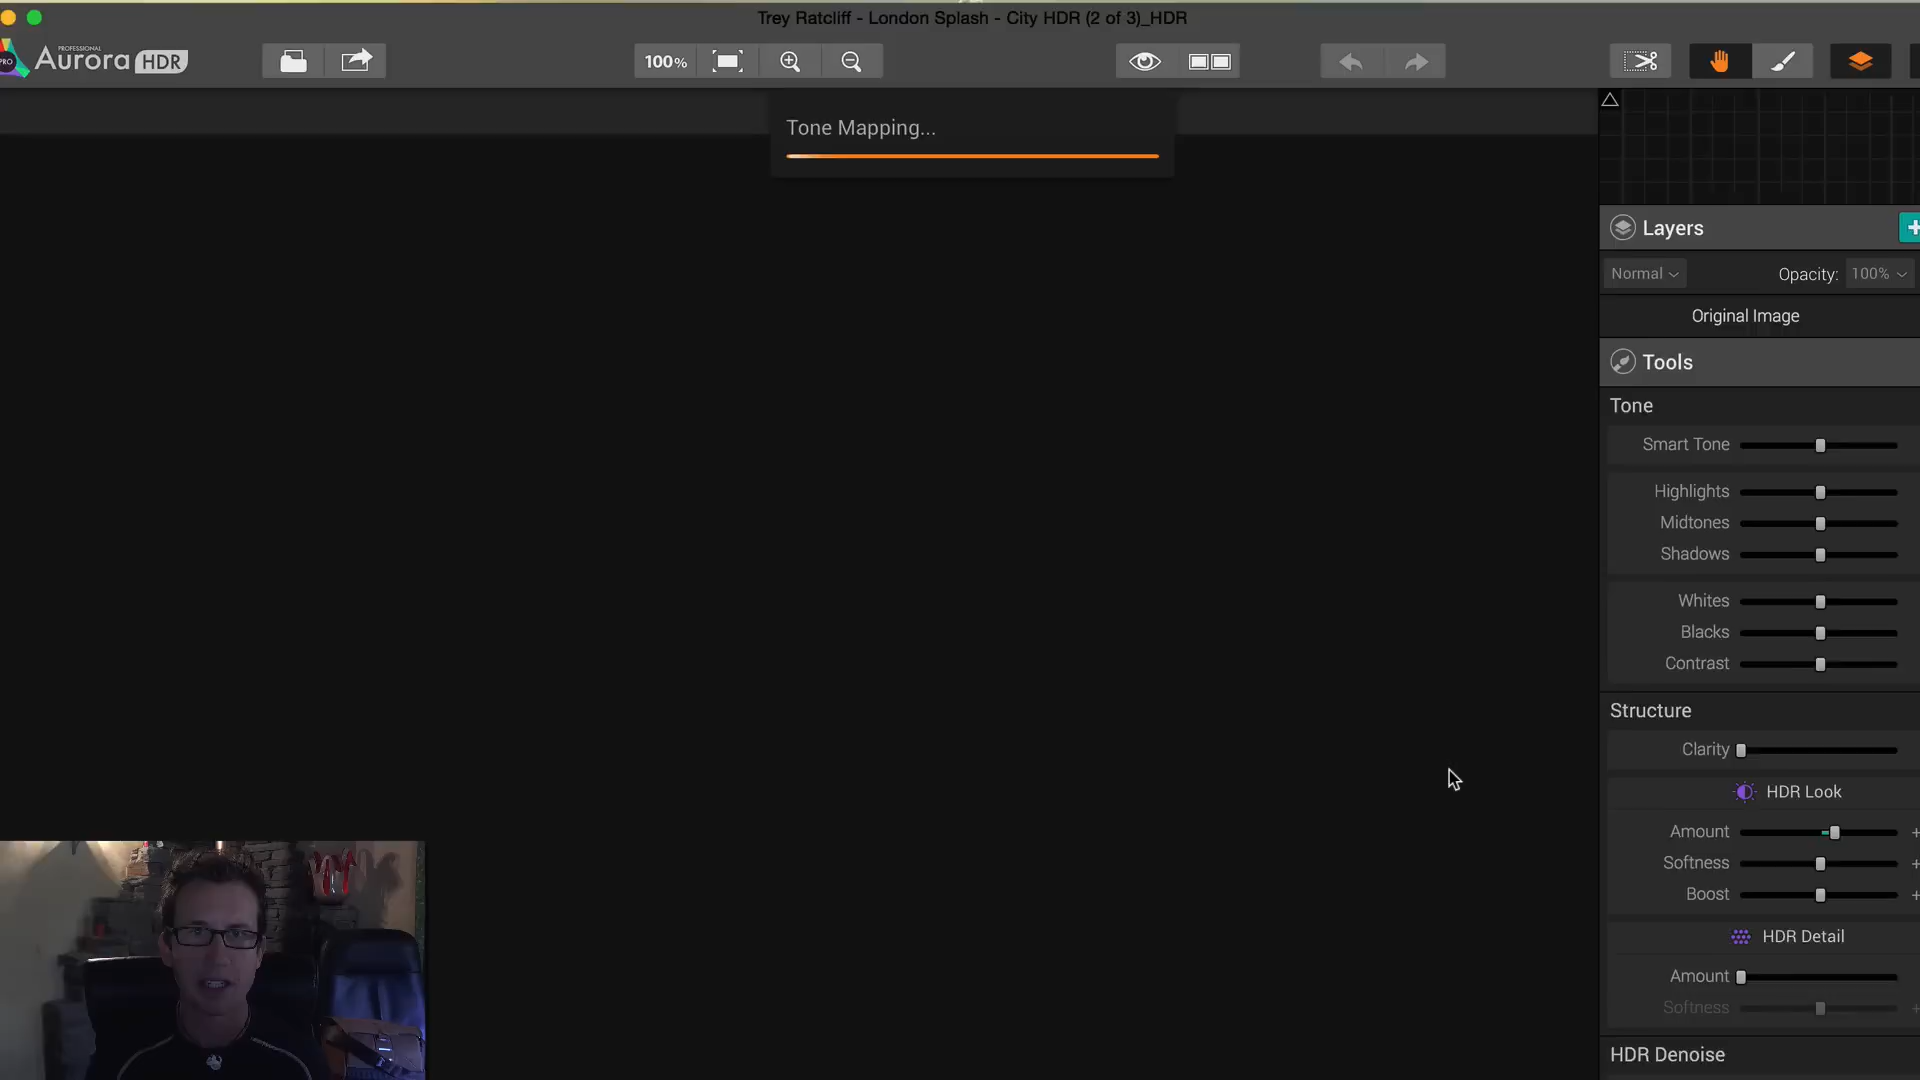 Trey Ratcliff - London Splash - City HDR (2 of 3)_HDR
PRO
PROFESSIONAL
Aurora HDR
100%
Tone Mapping...
Layers
Normal
Opacity: 100%
Original Image
Tools
Tone
Smart Tone
Highlights
Midtones
Shadows
Whites
Blacks
Contrast
Structure
Clarity
HDR Look
Amount
Softness
Boost
HDR Detail
Amount
Softness
HDR Denoise